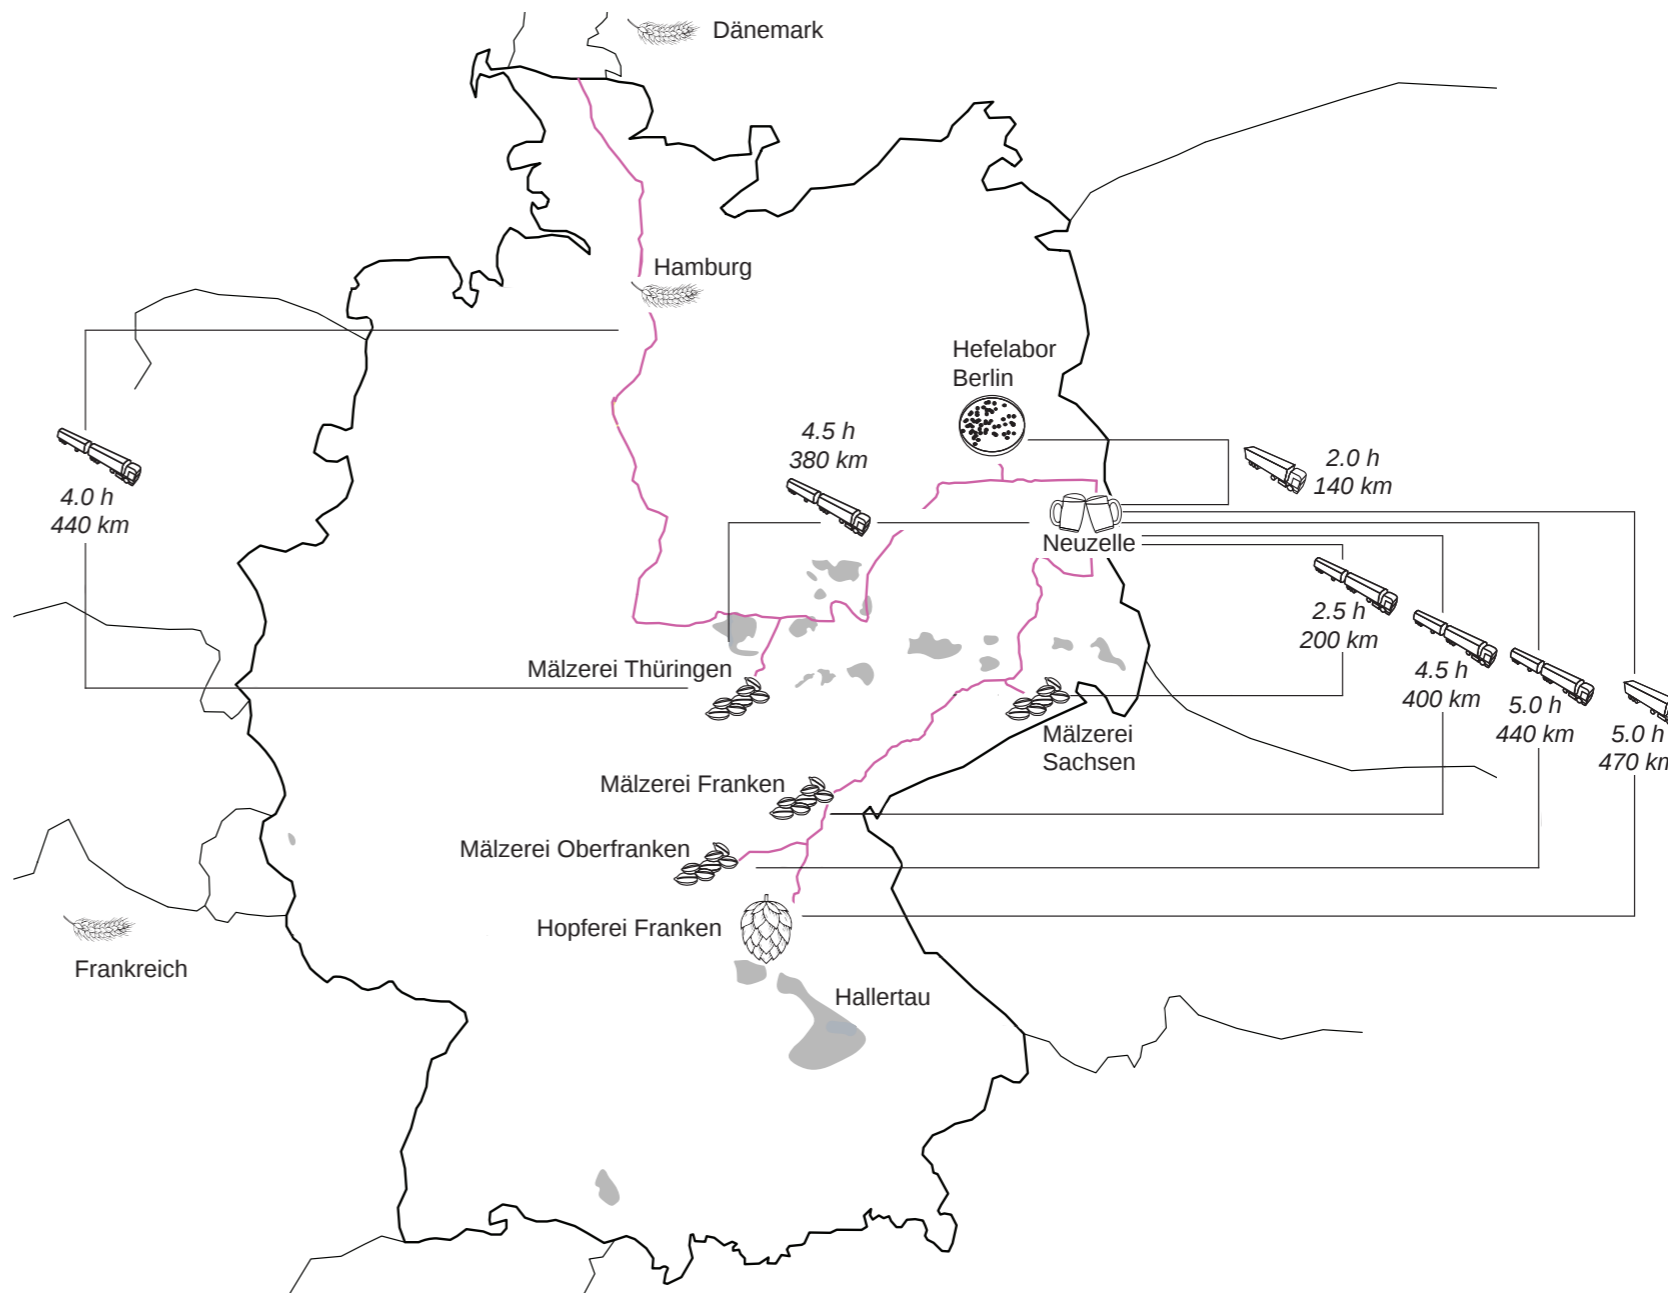 Dänemark
Hamburg
Hefelabor
Berlin
4.5 h
380 km
2.0 h
140 km
4.0 h
440 km
Neuzelle
2.5 h
200 km
Mälzerei Thüringen
4.5 h
400 km
5.0 h
440 km
5.0 h
470 km
Mälzerei
Sachsen
Mälzerei Franken
Mälzerei Oberfranken
Hopferei Franken
Frankreich
Hallertau